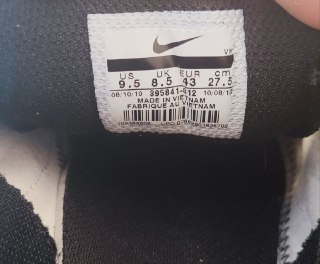 VK
US UK EUR cm
9.5 8.5 43 27.5
08/10/10 395841-012 10/08/10
MADE IN VIETNAM
FABRIQUE AU VIETNAM